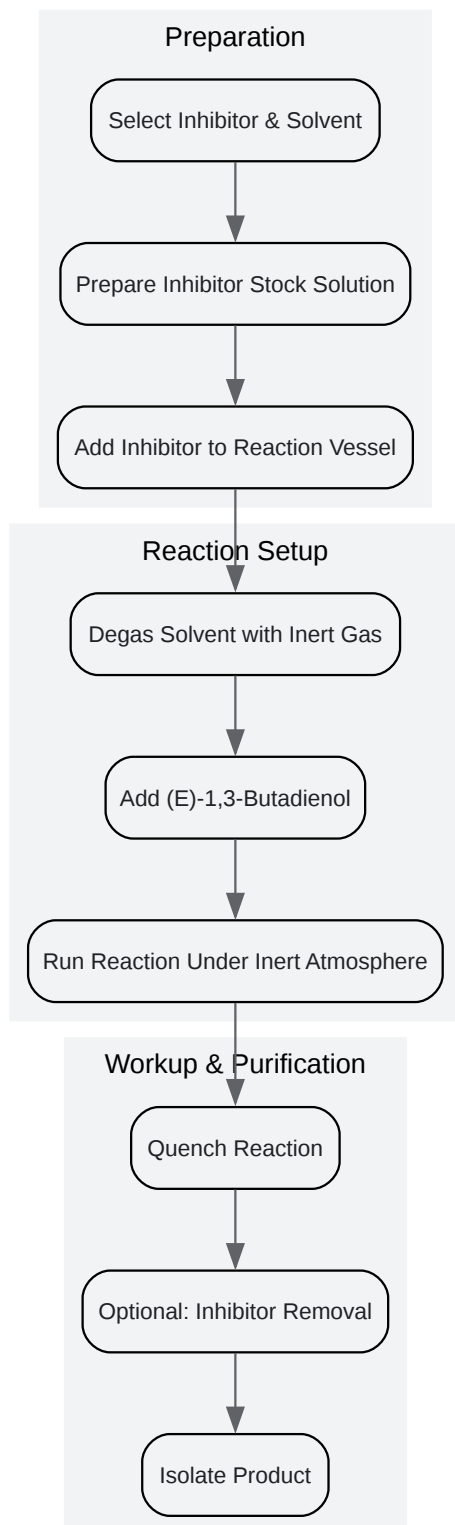 Preparation
Select Inhibitor & Solvent
Prepare Inhibitor Stock Solution
Add Inhibitor to Reaction Vessel
Reaction Setup
Degas Solvent with Inert Gas
Add (E)-1,3-Butadienol
Run Reaction Under Inert Atmosphere
Workup & Purification
Quench Reaction
Optional: Inhibitor Removal
Isolate Product